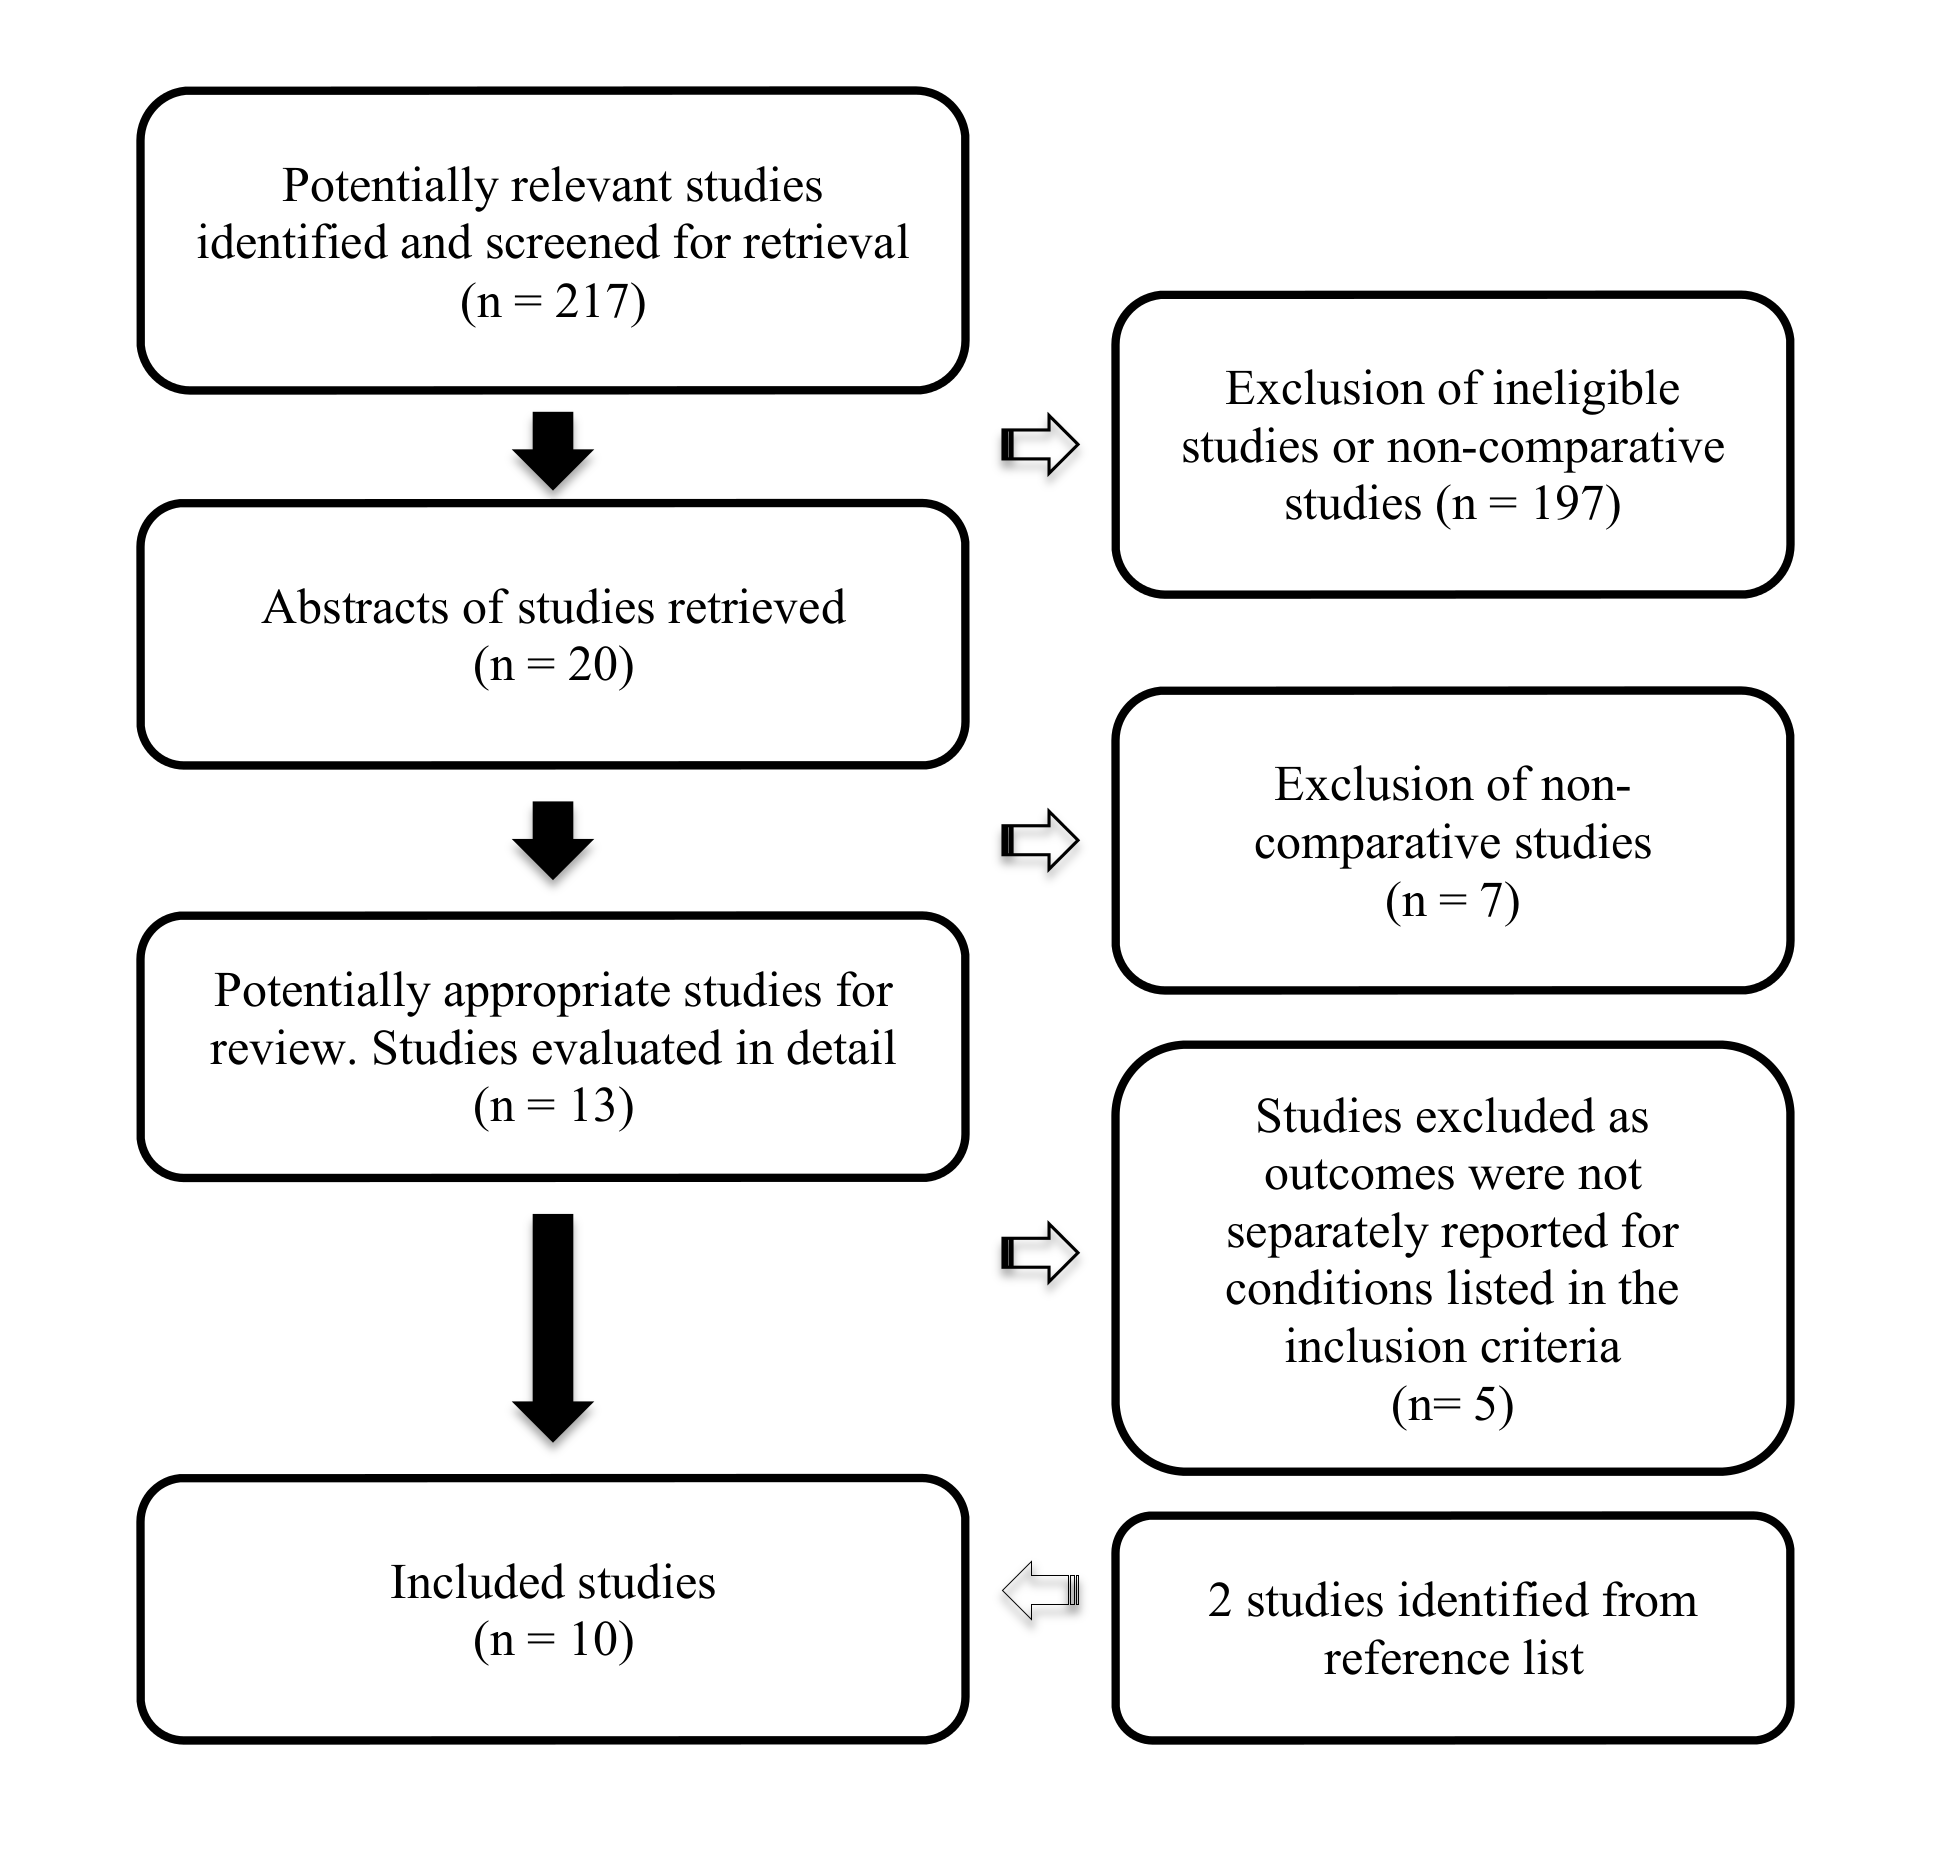 Potentially relevant studies
identified and screened for retrieval
(n = 217)
Exclusion of ineligible
studies or non-comparative
studies (n = 197)
Abstracts of studies retrieved
(n = 20)
Exclusion of non-
comparative studies
(n = 7)
Potentially appropriate studies for
review. Studies evaluated in detail
(n = 13)
Studies excluded as
outcomes were not
separately reported for
conditions listed in the
inclusion criteria
(n= 5)
Included studies
(n = 10)
2 studies identified from
reference list